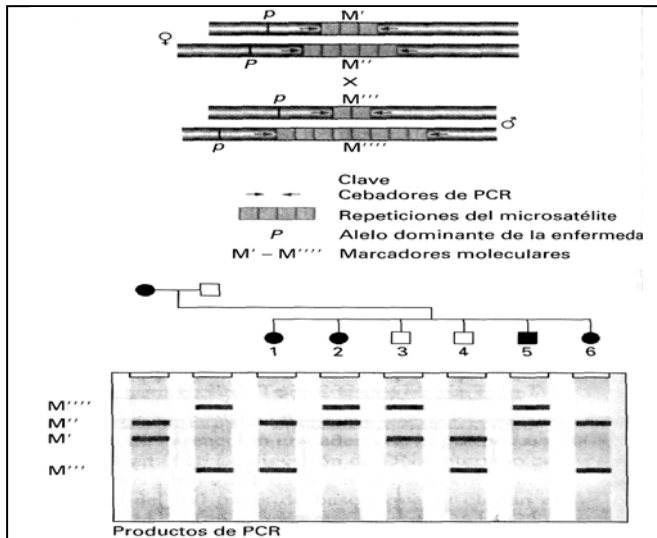 p M'
♀
P M''
×
p M'''
♂
p M''''
Clave
Cebadores de PCR
Repeticiones del microsatélite
P Alelo dominante de la enfermeda
M' – M'''' Marcadores moleculares
1 2 3 4 5 6
M''''
M''
M'
M'''
Productos de PCR